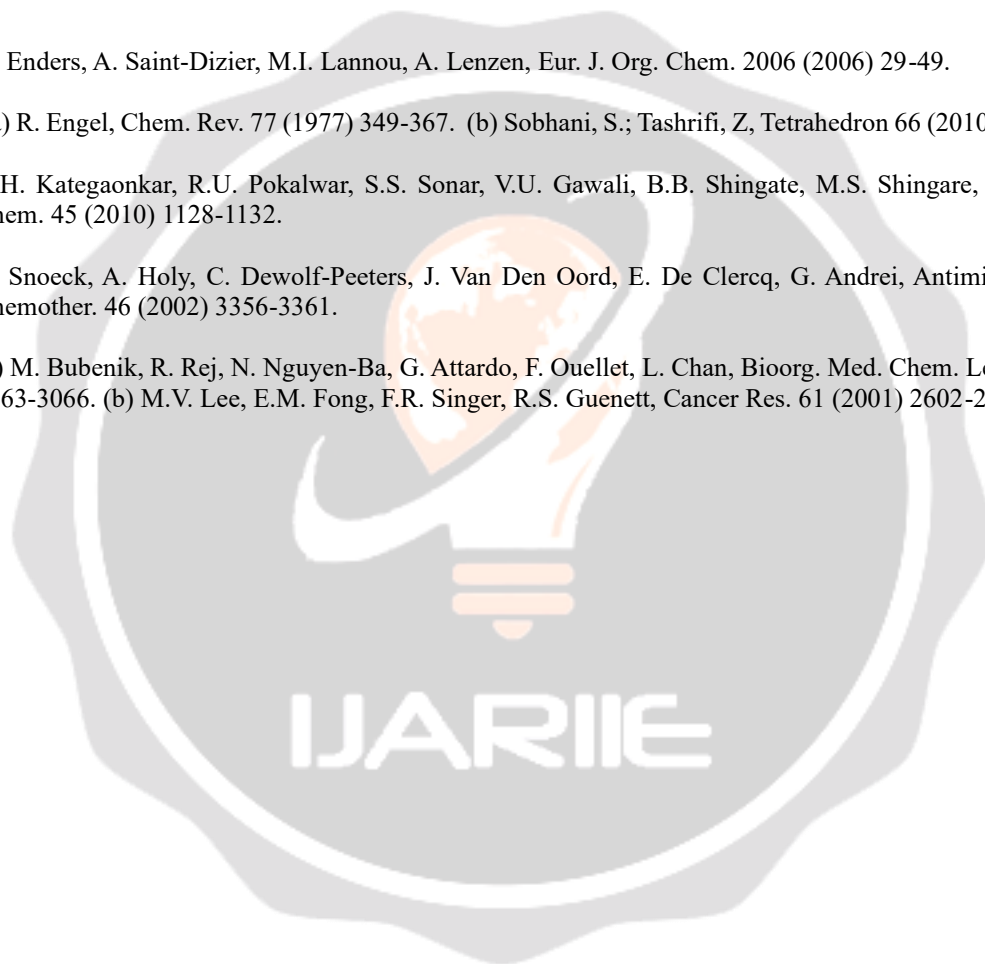 Enders, A. Saint-Dizier, M.I. Lannou, A. Lenzen, Eur. J. Org. Chem. 2006 (2006) 29-49.
) R. Engel, Chem. Rev. 77 (1977) 349-367. (b) Sobhani, S.; Tashrifi, Z, Tetrahedron 66 (2010
H. Kategaonkar, R.U. Pokalwar, S.S. Sonar, V.U. Gawali, B.B. Shingate, M.S. Shingare,
hem. 45 (2010) 1128-1132.
Snoeck, A. Holy, C. Dewolf-Peeters, J. Van Den Oord, E. De Clercq, G. Andrei, Antimi
hemother. 46 (2002) 3356-3361.
) M. Bubenik, R. Rej, N. Nguyen-Ba, G. Attardo, F. Ouellet, L. Chan, Bioorg. Med. Chem. Le
63-3066. (b) M.V. Lee, E.M. Fong, F.R. Singer, R.S. Guenett, Cancer Res. 61 (2001) 2602-2
IJARIIE